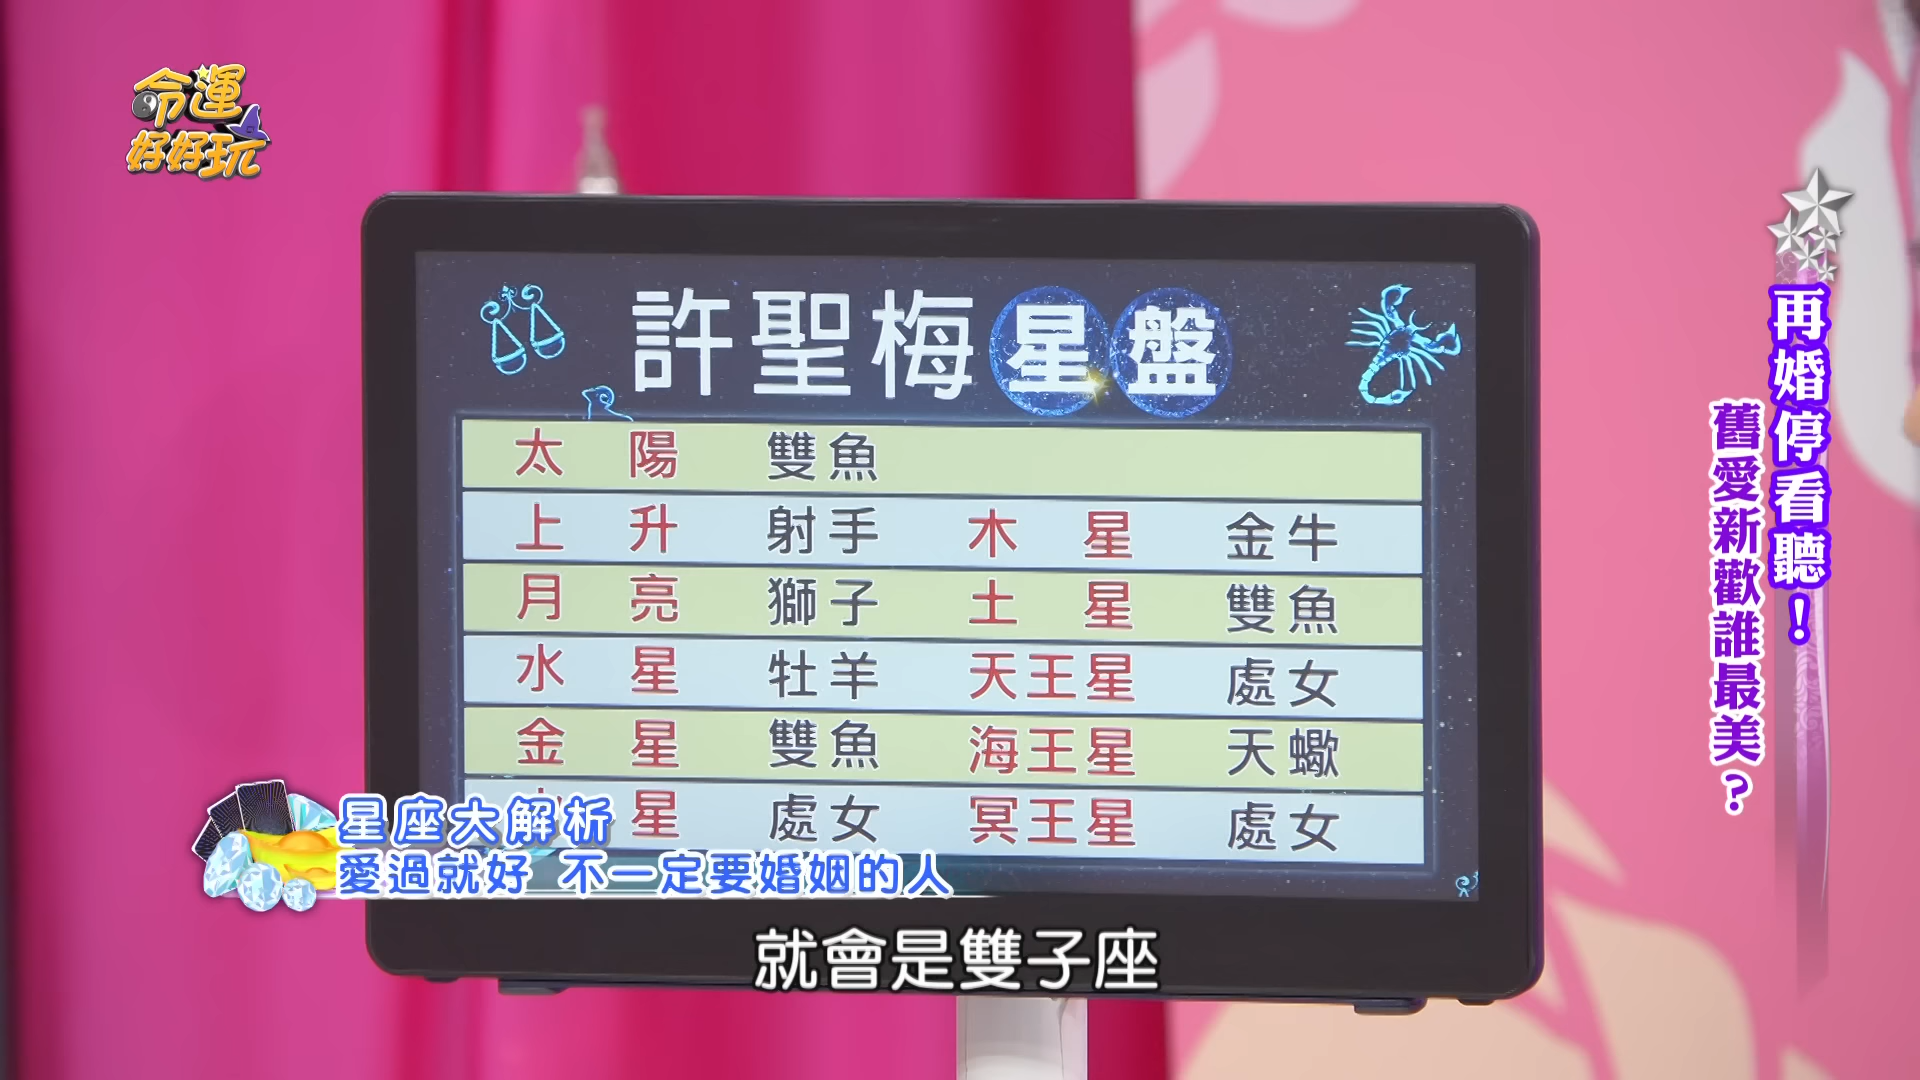 命運
好好玩
再婚停看聽！
舊愛新歡誰最美？
許聖梅星盤
太陽 雙魚
上升 射手 木星 金牛
月亮 獅子 土星 雙魚
水星 牡羊 天王星 處女
金星 雙魚 海王星 天蠍
星 處女 冥王星 處女
星座大解析
愛過就好 不一定要婚姻的人
就會是雙子座